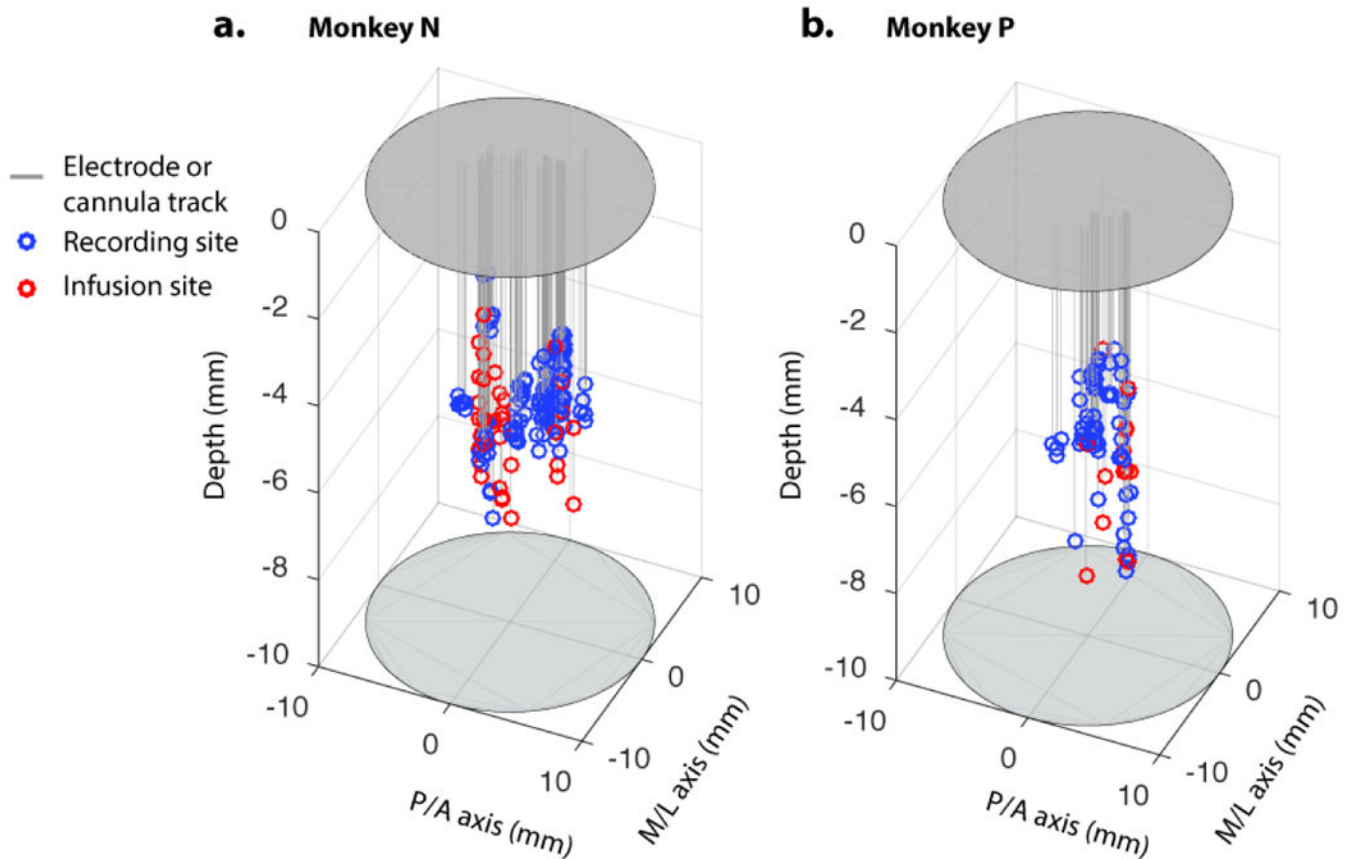 a. Monkey N
b. Monkey P
Electrode or
cannula track
Recording site
Infusion site
0
-2
-4
-6
-8
-10
Depth (mm)
-10
0
10
P/A axis (mm)
-10
0
10
M/L axis (mm)
0
-2
-4
-6
-8
-10
Depth (mm)
-10
0
10
P/A axis (mm)
-10
0
10
M/L axis (mm)